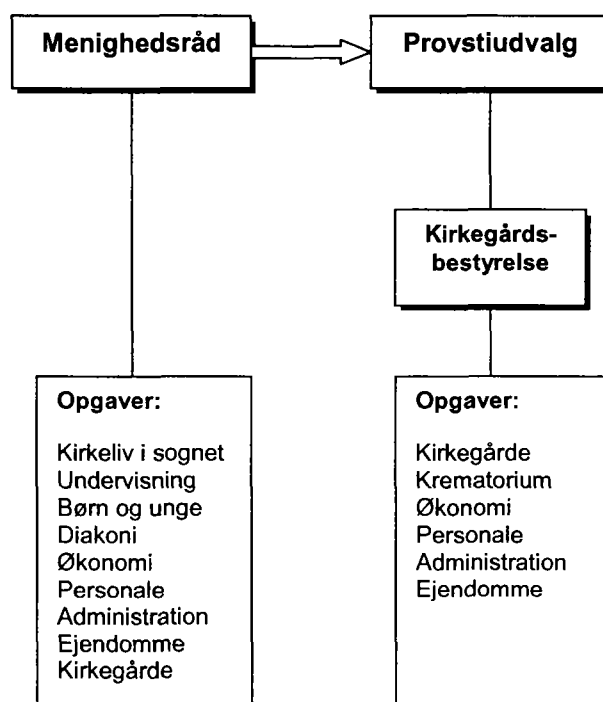 Menighedsråd
Provstiudvalg
Kirkegårds-
bestyrelse
Opgaver:
Kirkeliv i sognet
Undervisning
Børn og unge
Diakoni
Økonomi
Personale
Administration
Ejendomme
Kirkegårde
Opgaver:
Kirkegårde
Krematorium
Økonomi
Personale
Administration
Ejendomme